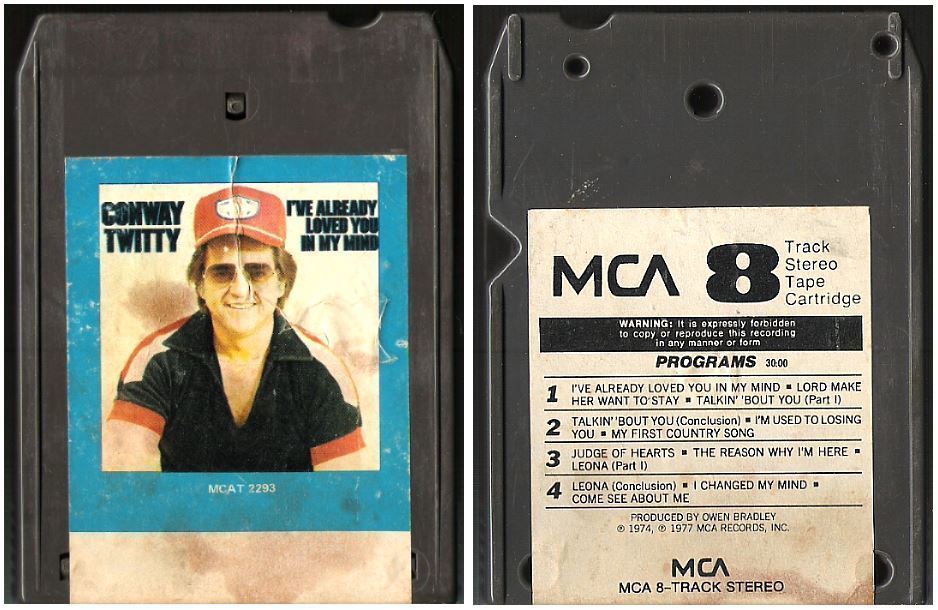 CONWAY
TWITTY
I'VE ALREADY
LOVED YOU
IN MY MIND
MCAT 2293
MCA 8 Track
Stereo
Tape
Cartridge
WARNING: It is expressly forbidden
to copy or reproduce this recording
in any manner or form
PROGRAMS 30:00
1 I'VE ALREADY LOVED YOU IN MY MIND ▪ LORD MAKE
HER WANT TO STAY ▪ TALKIN' 'BOUT YOU (Part I)
2 TALKIN' 'BOUT YOU (Conclusion) ▪ I'M USED TO LOSING
YOU ▪ MY FIRST COUNTRY SONG
3 JUDGE OF HEARTS ▪ THE REASON WHY I'M HERE ▪
LEONA (Part I)
4 LEONA (Conclusion) ▪ I CHANGED MY MIND ▪
COME SEE ABOUT ME
PRODUCED BY OWEN BRADLEY
℗ 1974, ℗ 1977 MCA RECORDS, INC.
MCA
MCA 8-TRACK STEREO